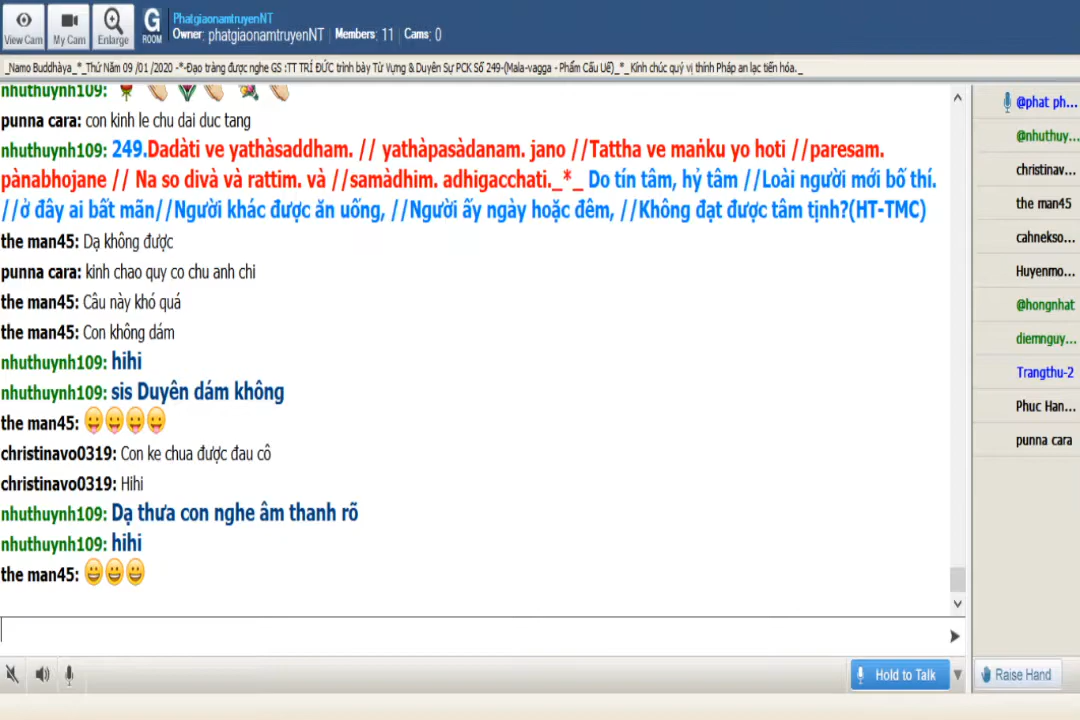 View Cam
My Cam
Enlarge
G
ROOM
PhatgiaonamtruyenNT
Owner: phatgiaonamtruyenNT Members: 11 Cams: 0
_Namo Buddhàya_*_Thứ Năm 09 /01 /2020 -*-Đạo tràng được nghe GS :TT TRÍ ĐỨC trình bày Từ Vựng & Duyên Sự PCK Số 249-(Mala-vagga - Phẩm Cấu Uế)_*_ Kính chúc quý vị thính Pháp an lạc tiến hóa._
nhuthuynh109:
punna cara: con kinh le chu dai duc tang
nhuthuynh109: 249.Dadàti ve yathàsaddham. // yathàpasàdanam. jano //Tattha ve maṅku yo hoti //paresam.
pànabhojane // Na so divà và rattim. và //samàdhim. adhigacchati._*_ Do tín tâm, hỷ tâm //Loài người mới bố thí.
//ở đây ai bất mãn//Người khác được ăn uống, //Người ấy ngày hoặc đêm, //Không đạt được tâm tịnh?(HT-TMC)
the man45: Dạ không được
punna cara: kinh chao quy co chu anh chi
the man45: Câu này khó quá
the man45: Con không dám
nhuthuynh109: hihi
nhuthuynh109: sis Duyên dám không
the man45:
christinavo0319: Con ke chua được đau cô
christinavo0319: Hihi
nhuthuynh109: Dạ thưa con nghe âm thanh rõ
nhuthuynh109: hihi
the man45:
@phat ph...
@nhuthuy...
christinav...
the man45
cahnekso...
Huyenmo...
@hongnhat
diemnguy...
Trangthu-2
Phuc Han...
punna cara
Hold to Talk
Raise Hand